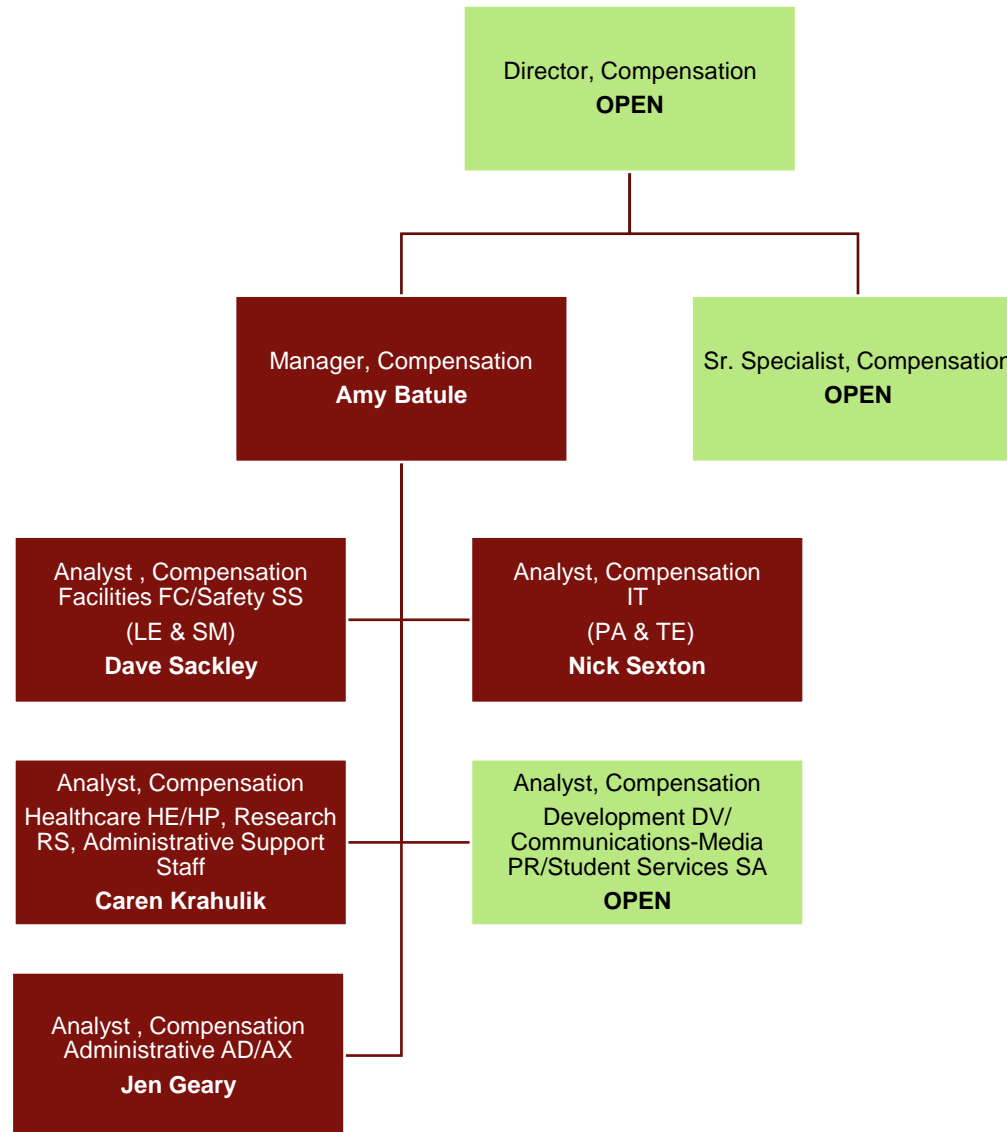 Director, Compensation
OPEN
Manager, Compensation
Amy Batule
Sr. Specialist, Compensation
OPEN
Analyst , Compensation
Facilities FC/Safety SS
(LE & SM)
Dave Sackley
Analyst, Compensation
IT
(PA & TE)
Nick Sexton
Analyst, Compensation
Healthcare HE/HP, Research
RS, Administrative Support
Staff
Caren Krahulik
Analyst, Compensation
Development DV/
Communications-Media
PR/Student Services SA
OPEN
Analyst , Compensation
Administrative AD/AX
Jen Geary